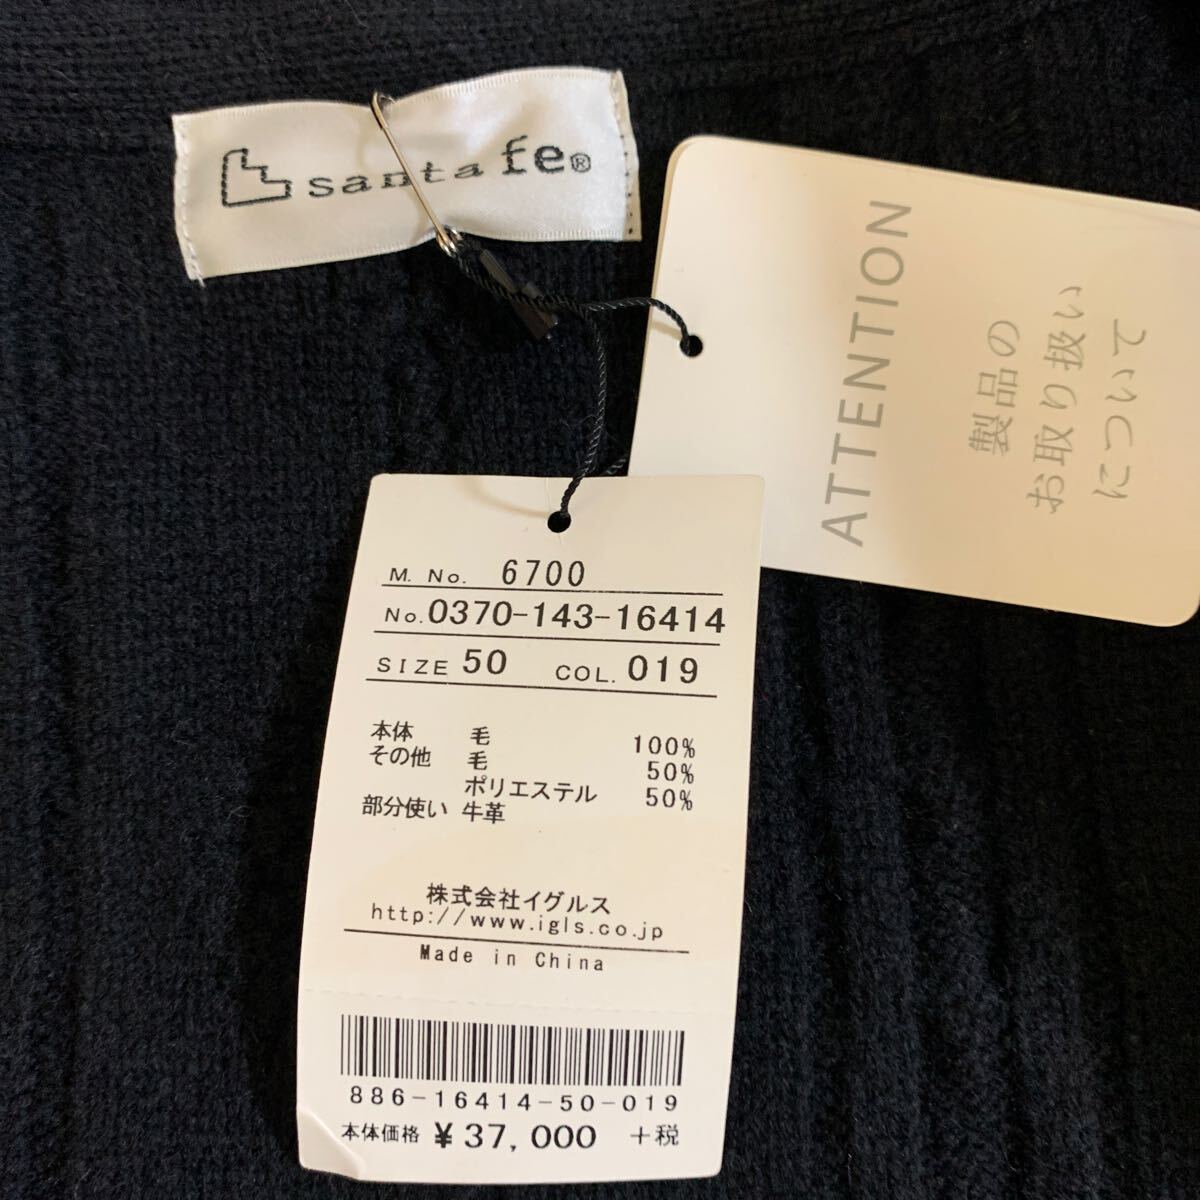 santa fe®
ATTENTION
製品の
お取り扱い
について
M. No. 6700
No. 0370-143-16414
SIZE 50 COL. 019
本体 毛 100%
その他 毛 50%
ポリエステル 50%
部分使い 牛革
株式会社イグルス
http://www.igls.co.jp
Made in China
886-16414-50-019
本体価格 ¥37,000 +税